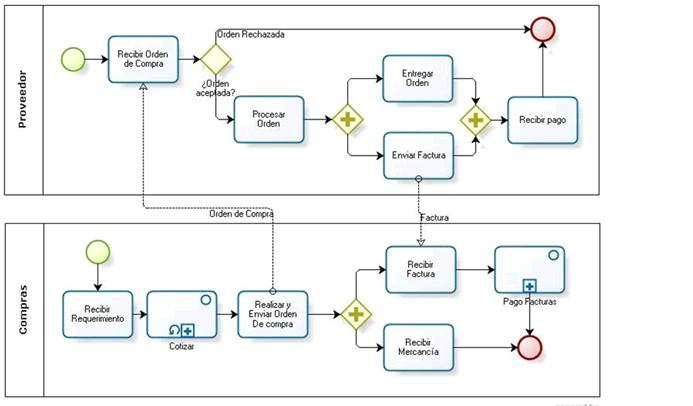 Proveedor
Recibir Orden
de Compra
Orden Rechazada
¿Orden
aceptada?
Procesar
Orden
Entregar
Orden
Enviar Factura
Recibir pago
Orden de Compra
Factura
Compras
Recibir
Requerimiento
Cotizar
Realizar y
Enviar Orden
De compra
Recibir
Factura
Pago Facturas
Recibir
Mercancía